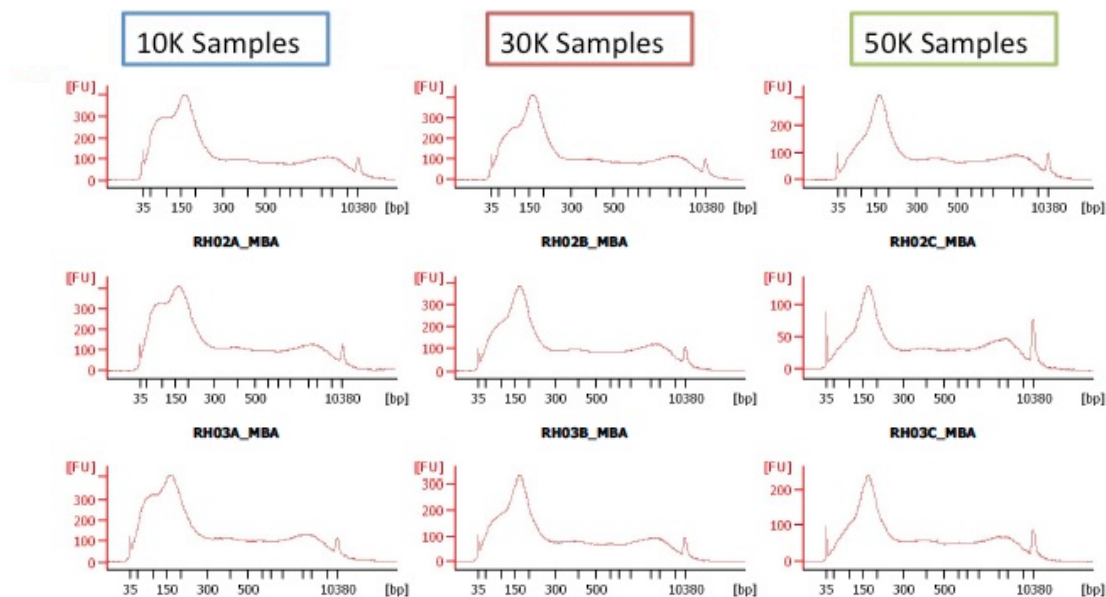 10K Samples 30K Samples 50K Samples
[FU] [FU] [FU]
300 300 200
200 200 100
100 100 0
0 0
35 150 300 500 10380 [bp] 35 150 300 500 10380 [bp] 35 150 300 500 10380 [bp]
RH02A_MBA RH02B_MBA RH02C_MBA
[FU] [FU] [FU]
300 300 100
200 200 50
100 100 0
0 0
35 150 300 500 10380 [bp] 35 150 300 500 10380 [bp] 35 150 300 500 10380 [bp]
RH03A_MBA RH03B_MBA RH03C_MBA
[FU] [FU] [FU]
300 300 200
200 200 100
100 100 0
0 0
35 150 300 500 10380 [bp] 35 150 300 500 10380 [bp] 35 150 300 500 10380 [bp]